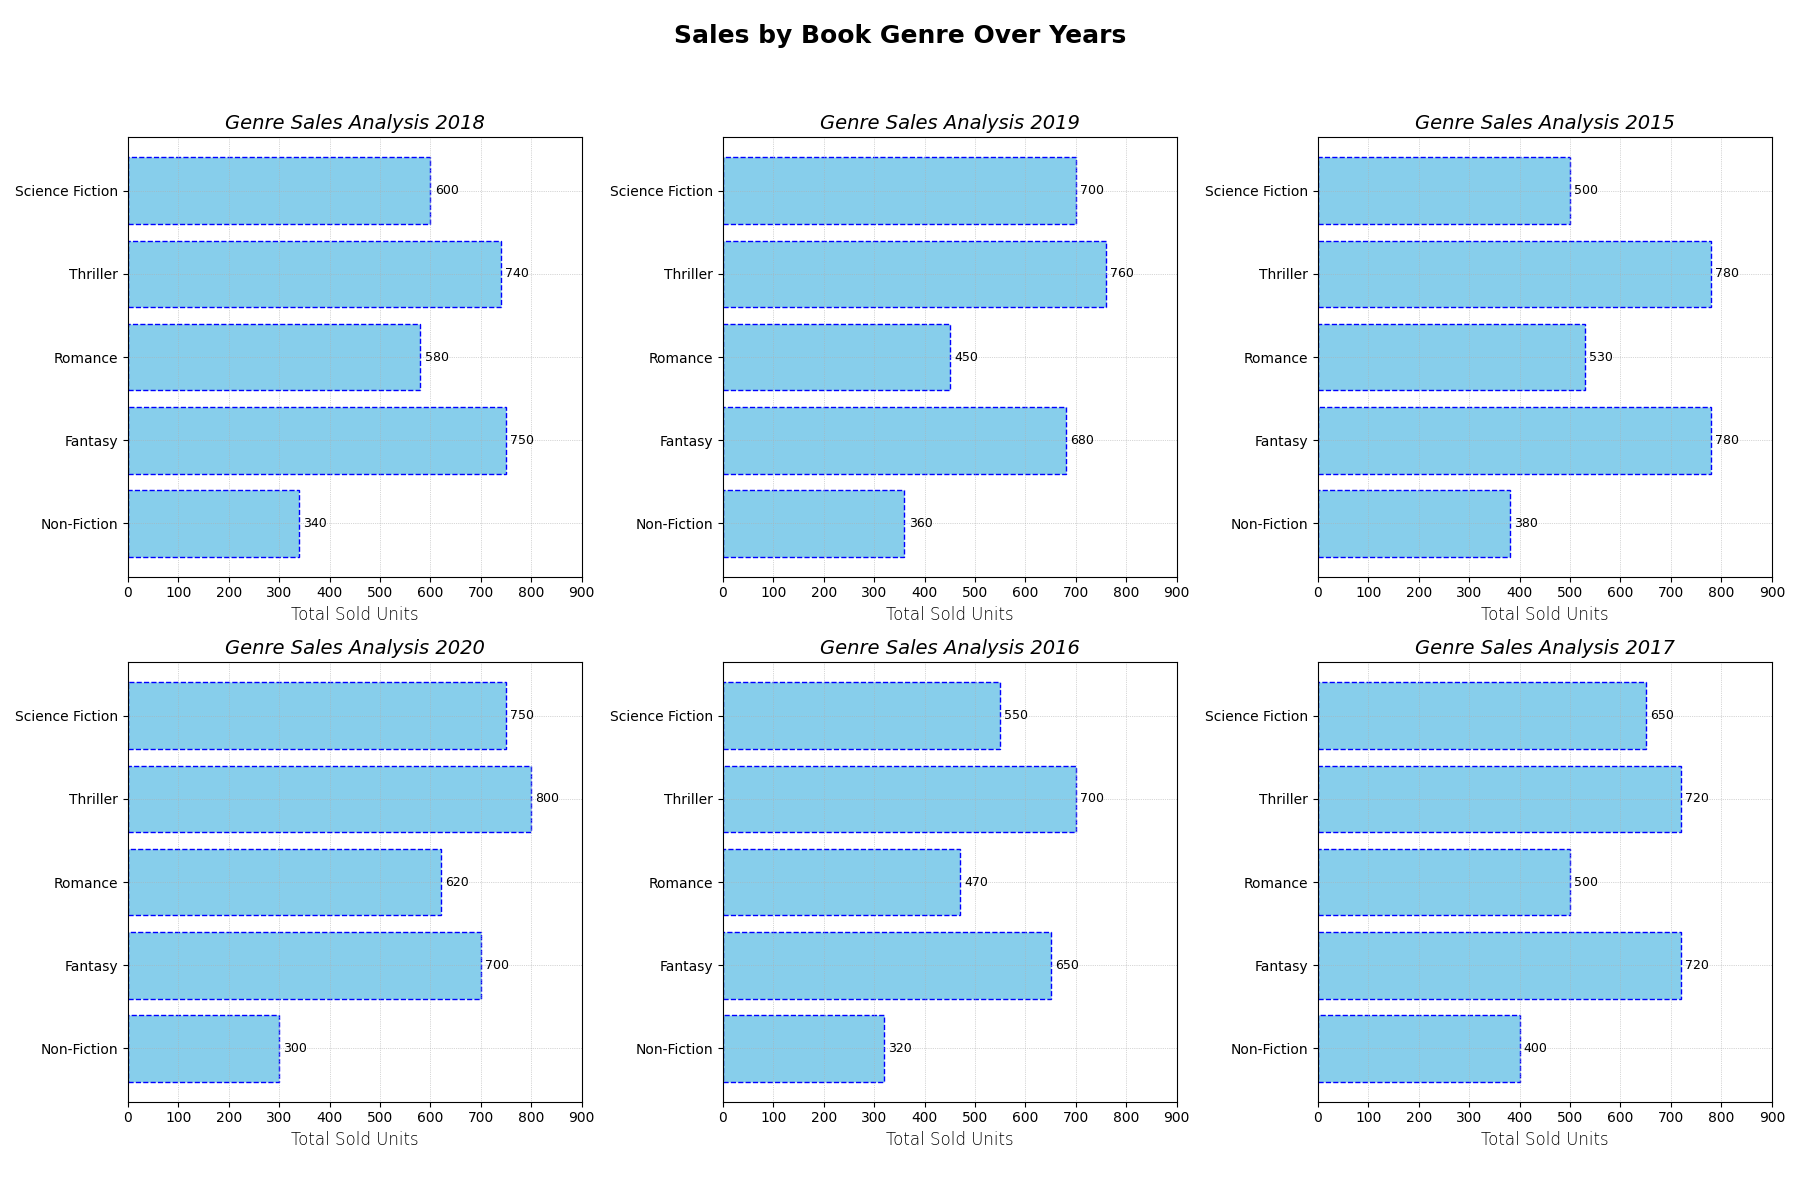 Sales by Book Genre Over Years
Genre Sales Analysis 2018
Science Fiction
600
Thriller
740
Romance
580
Fantasy
750
Non-Fiction
340
0 100 200 300 400 500 600 700 800 900
Total Sold Units
Genre Sales Analysis 2019
Science Fiction
700
Thriller
760
Romance
450
Fantasy
680
Non-Fiction
360
0 100 200 300 400 500 600 700 800 900
Total Sold Units
Genre Sales Analysis 2015
Science Fiction
500
Thriller
780
Romance
530
Fantasy
780
Non-Fiction
380
0 100 200 300 400 500 600 700 800 900
Total Sold Units
Genre Sales Analysis 2020
Science Fiction
750
Thriller
800
Romance
620
Fantasy
700
Non-Fiction
300
0 100 200 300 400 500 600 700 800 900
Total Sold Units
Genre Sales Analysis 2016
Science Fiction
550
Thriller
700
Romance
470
Fantasy
650
Non-Fiction
320
0 100 200 300 400 500 600 700 800 900
Total Sold Units
Genre Sales Analysis 2017
Science Fiction
650
Thriller
720
Romance
500
Fantasy
720
Non-Fiction
400
0 100 200 300 400 500 600 700 800 900
Total Sold Units